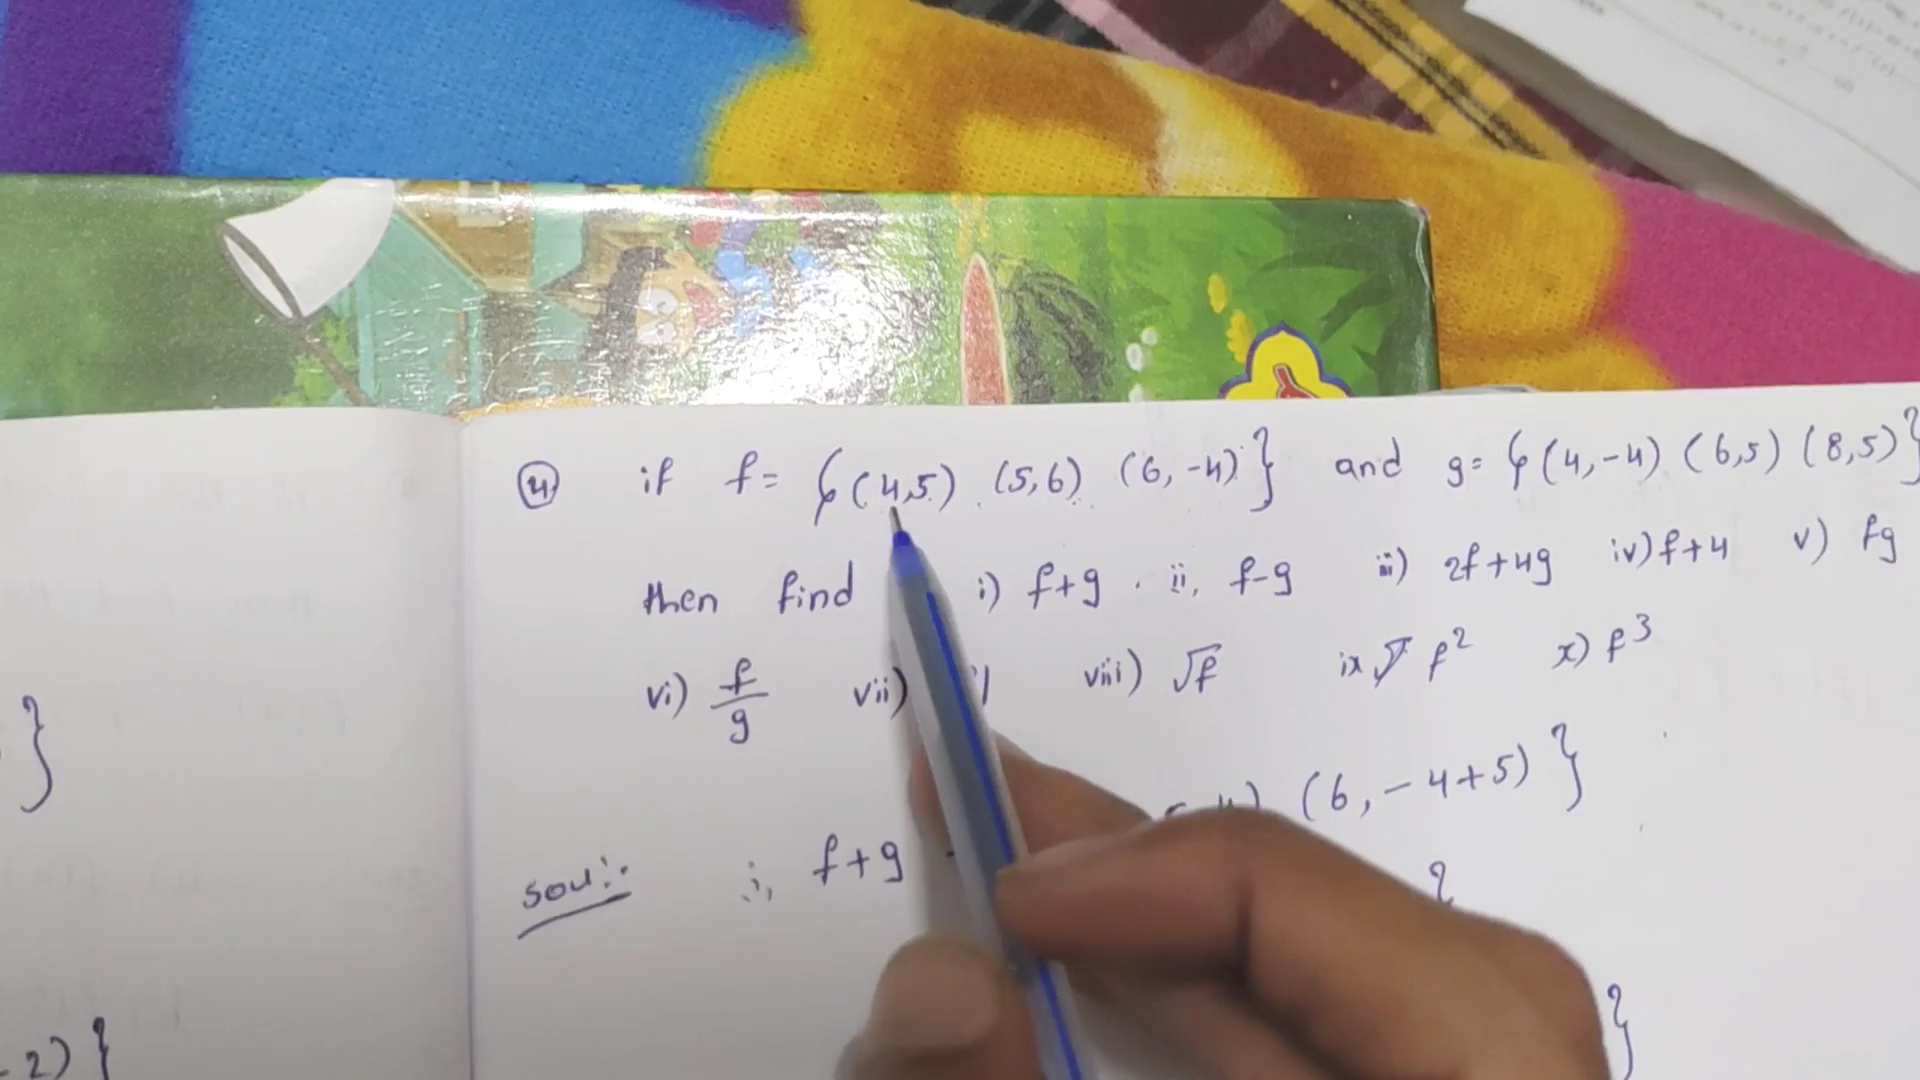 ④ if f= {(4,5) (5,6) (6,-4)} and g= {(4,-4) (6,5) (8,5)}
then find i) f+g . ii, f-g iii) 2f+4g iv) f+4 v) fg
vi) f/g vii) viii) √f ix) f² x) f³
(6, -4+5) }
Sol:- i, f+g
}
-2) }